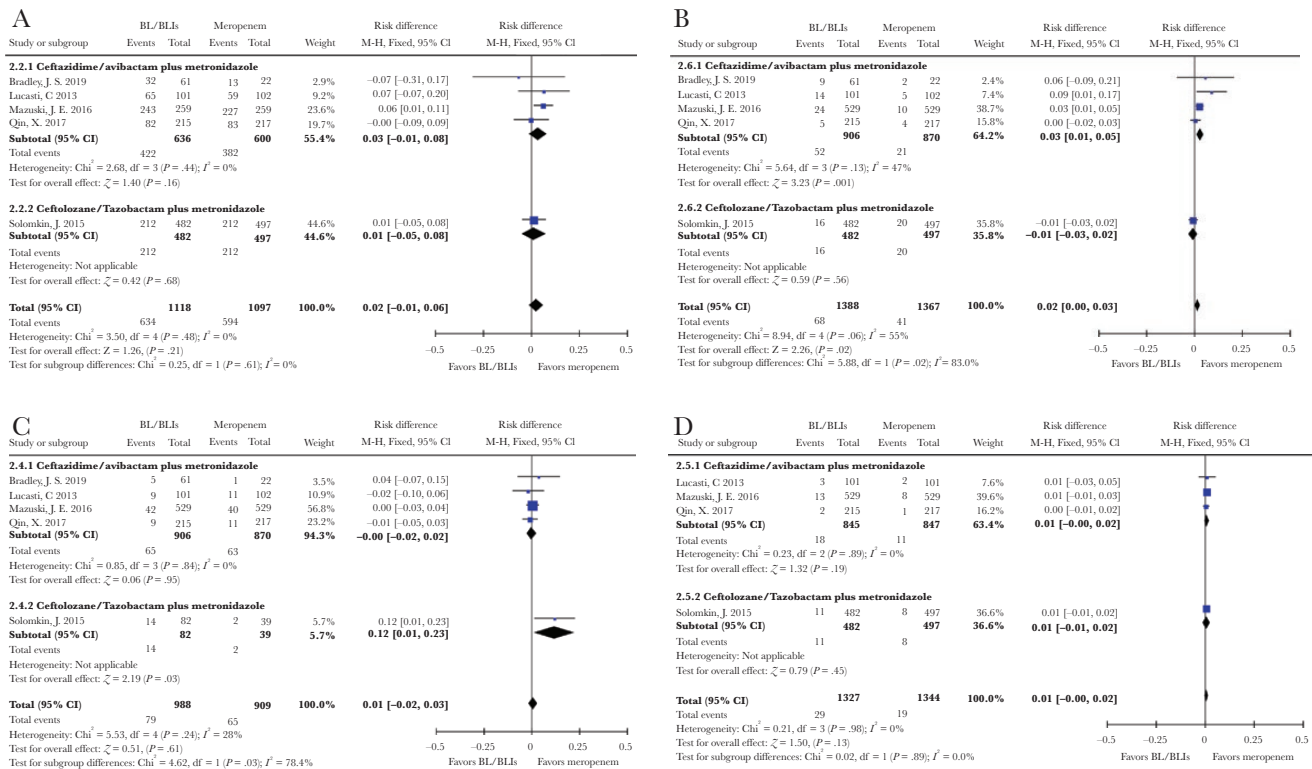 A
BL/BLIs Meropenem Risk difference Risk difference
Study or subgroup Events Total Events Total Weight M-H, Fixed, 95% Cl M-H, Fixed, 95% Cl
2.2.1 Ceftazidime/avibactam plus metronidazole
Bradley, J. S. 2019 32 61 13 22 2.9% −0.07 [−0.31, 0.17]
Lucasti, C 2013 65 101 59 102 9.2% 0.07 [−0.07, 0.20]
Mazuski, J. E. 2016 243 259 227 259 23.6% 0.06 [0.01, 0.11]
Qin, X. 2017 82 215 83 217 19.7% −0.00 [−0.09, 0.09]
Subtotal (95% CI) 636 600 55.4% 0.03 [−0.01, 0.08]
Total events 422 382
Heterogeneity: Chi² = 2.68, df = 3 (P = .44); I² = 0%
Test for overall effect: Z = 1.40 (P = .16)
2.2.2 Ceftolozane/Tazobactam plus metronidazole
Solomkin, J. 2015 212 482 212 497 44.6% 0.01 [−0.05, 0.08]
Subtotal (95% CI) 482 497 44.6% 0.01 [−0.05, 0.08]
Total events 212 212
Heterogeneity: Not applicable
Test for overall effect: Z = 0.42 (P = .68)
Total (95% CI) 1118 1097 100.0% 0.02 [−0.01, 0.06]
Total events 634 594
Heterogeneity: Chi² = 3.50, df = 4 (P = .48); I² = 0%
Test for overall effect: Z = 1.26, (P = .21)
Test for subgroup differences: Chi² = 0.25, df = 1 (P = .61); I² = 0%
−0.5 −0.25 0 0.25 0.5
Favors BL/BLIs Favors meropenem
B
BL/BLIs Meropenem Risk difference Risk difference
Study or subgroup Events Total Events Total Weight M-H, Fixed, 95% Cl M-H, Fixed, 95% Cl
2.6.1 Ceftazidime/avibactam plus metronidazole
Bradley, J. S. 2019 9 61 2 22 2.4% 0.06 [−0.09, 0.21]
Lucasti, C 2013 14 101 5 102 7.4% 0.09 [0.01, 0.17]
Mazuski, J. E. 2016 24 529 10 529 38.7% 0.03 [0.01, 0.05]
Qin, X. 2017 5 215 4 217 15.8% 0.00 [−0.02, 0.03]
Subtotal (95% CI) 906 870 64.2% 0.03 [0.01, 0.05]
Total events 52 21
Heterogeneity: Chi² = 5.64, df = 3 (P = .13); I² = 47%
Test for overall effect: Z = 3.23 (P = .001)
2.6.2 Ceftolozane/Tazobactam plus metronidazole
Solomkin, J. 2015 16 482 20 497 35.8% −0.01 [−0.03, 0.02]
Subtotal (95% CI) 482 497 35.8% −0.01 [−0.03, 0.02]
Total events 16 20
Heterogeneity: Not applicable
Test for overall effect: Z = 0.59 (P = .56)
Total (95% CI) 1388 1367 100.0% 0.02 [0.00, 0.03]
Total events 68 41
Heterogeneity: Chi² = 8.94, df = 4 (P = .06); I² = 55%
Test for overall effect: Z = 2.26, (P = .02)
Test for subgroup differences: Chi² = 5.88, df = 1 (P = .02); I² = 83.0%
−0.5 −0.25 0 0.25 0.5
Favors BL/BLIs Favors meropenem
C
BL/BLIs Meropenem Risk difference Risk difference
Study or subgroup Events Total Events Total Weight M-H, Fixed, 95% Cl M-H, Fixed, 95% Cl
2.4.1 Ceftazidime/avibactam plus metronidazole
Bradley, J. S. 2019 5 61 1 22 3.5% 0.04 [−0.07, 0.15]
Lucasti, C 2013 9 101 11 102 10.9% −0.02 [−0.10, 0.06]
Mazuski, J. E. 2016 42 529 40 529 56.8% 0.00 [−0.03, 0.04]
Qin, X. 2017 9 215 11 217 23.2% −0.01 [−0.05, 0.03]
Subtotal (95% CI) 906 870 94.3% −0.00 [−0.02, 0.02]
Total events 65 63
Heterogeneity: Chi² = 0.85, df = 3 (P = .84); I² = 0%
Test for overall effect: Z = 0.06 (P = .95)
2.4.2 Ceftolozane/Tazobactam plus metronidazole
Solomkin, J. 2015 14 82 2 39 5.7% 0.12 [0.01, 0.23]
Subtotal (95% CI) 82 39 5.7% 0.12 [0.01, 0.23]
Total events 14 2
Heterogeneity: Not applicable
Test for overall effect: Z = 2.19 (P = .03)
Total (95% CI) 988 909 100.0% 0.01 [−0.02, 0.03]
Total events 79 65
Heterogeneity: Chi² = 5.53, df = 4 (P = .24); I² = 28%
Test for overall effect: Z = 0.51, (P = .61)
Test for subgroup differences: Chi² = 4.62, df = 1 (P = .03); I² = 78.4%
−0.5 −0.25 0 0.25 0.5
Favors BL/BLIs Favors meropenem
D
BL/BLIs Meropenem Risk difference Risk difference
Study or subgroup Events Total Events Total Weight M-H, Fixed, 95% Cl M-H, Fixed, 95% Cl
2.5.1 Ceftazidime/avibactam plus metronidazole
Lucasti, C 2013 3 101 2 101 7.6% 0.01 [−0.03, 0.05]
Mazuski, J. E. 2016 13 529 8 529 39.6% 0.01 [−0.01, 0.03]
Qin, X. 2017 2 215 1 217 16.2% 0.00 [−0.01, 0.02]
Subtotal (95% CI) 845 847 63.4% 0.01 [−0.00, 0.02]
Total events 18 11
Heterogeneity: Chi² = 0.23, df = 2 (P = .89); I² = 0%
Test for overall effect: Z = 1.32 (P = .19)
2.5.2 Ceftolozane/Tazobactam plus metronidazole
Solomkin, J. 2015 11 482 8 497 36.6% 0.01 [−0.01, 0.02]
Subtotal (95% CI) 482 497 36.6% 0.01 [−0.01, 0.02]
Total events 11 8
Heterogeneity: Not applicable
Test for overall effect: Z = 0.79 (P = .45)
Total (95% CI) 1327 1344 100.0% 0.01 [−0.00, 0.02]
Total events 29 19
Heterogeneity: Chi² = 0.21, df = 3 (P = .98); I² = 0%
Test for overall effect: Z = 1.50, (P = .13)
Test for subgroup differences: Chi² = 0.02, df = 1 (P = .89); I² = 0.0%
−0.5 −0.25 0 0.25 0.5
Favors BL/BLIs Favors meropenem